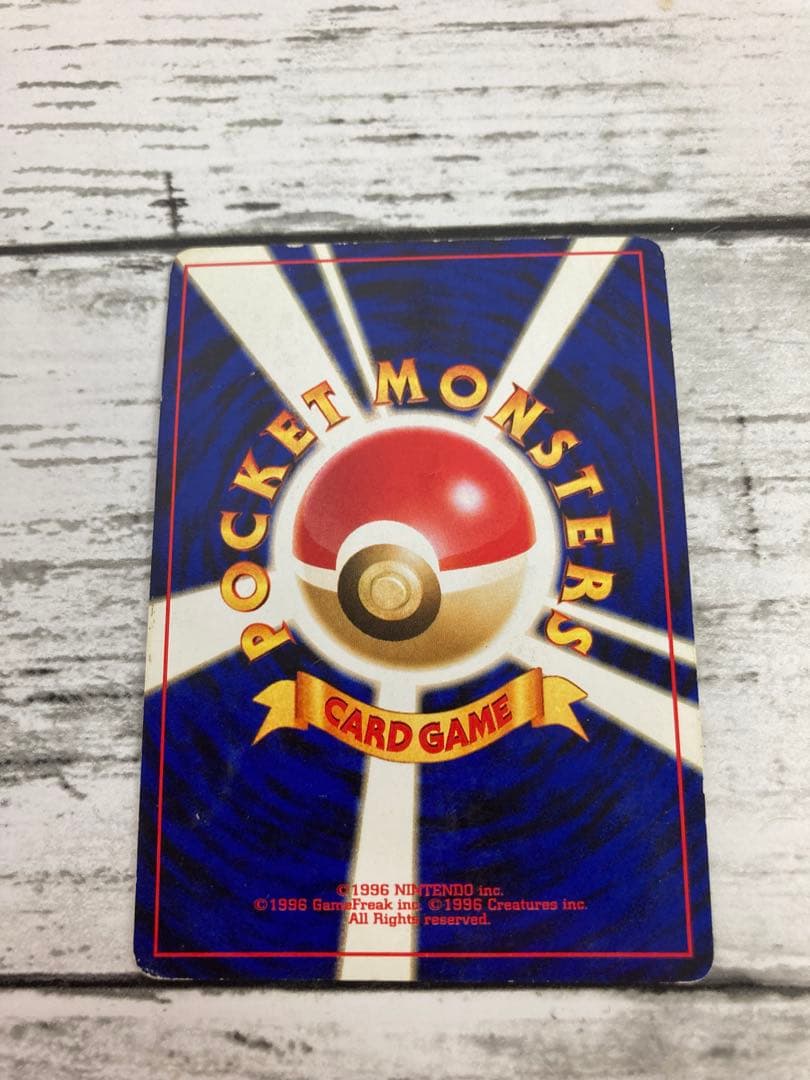 POCKET MONSTERS
CARD GAME
©1996 NINTENDO inc.
©1996 GameFreak inc. ©1996 Creatures inc.
All Rights reserved.